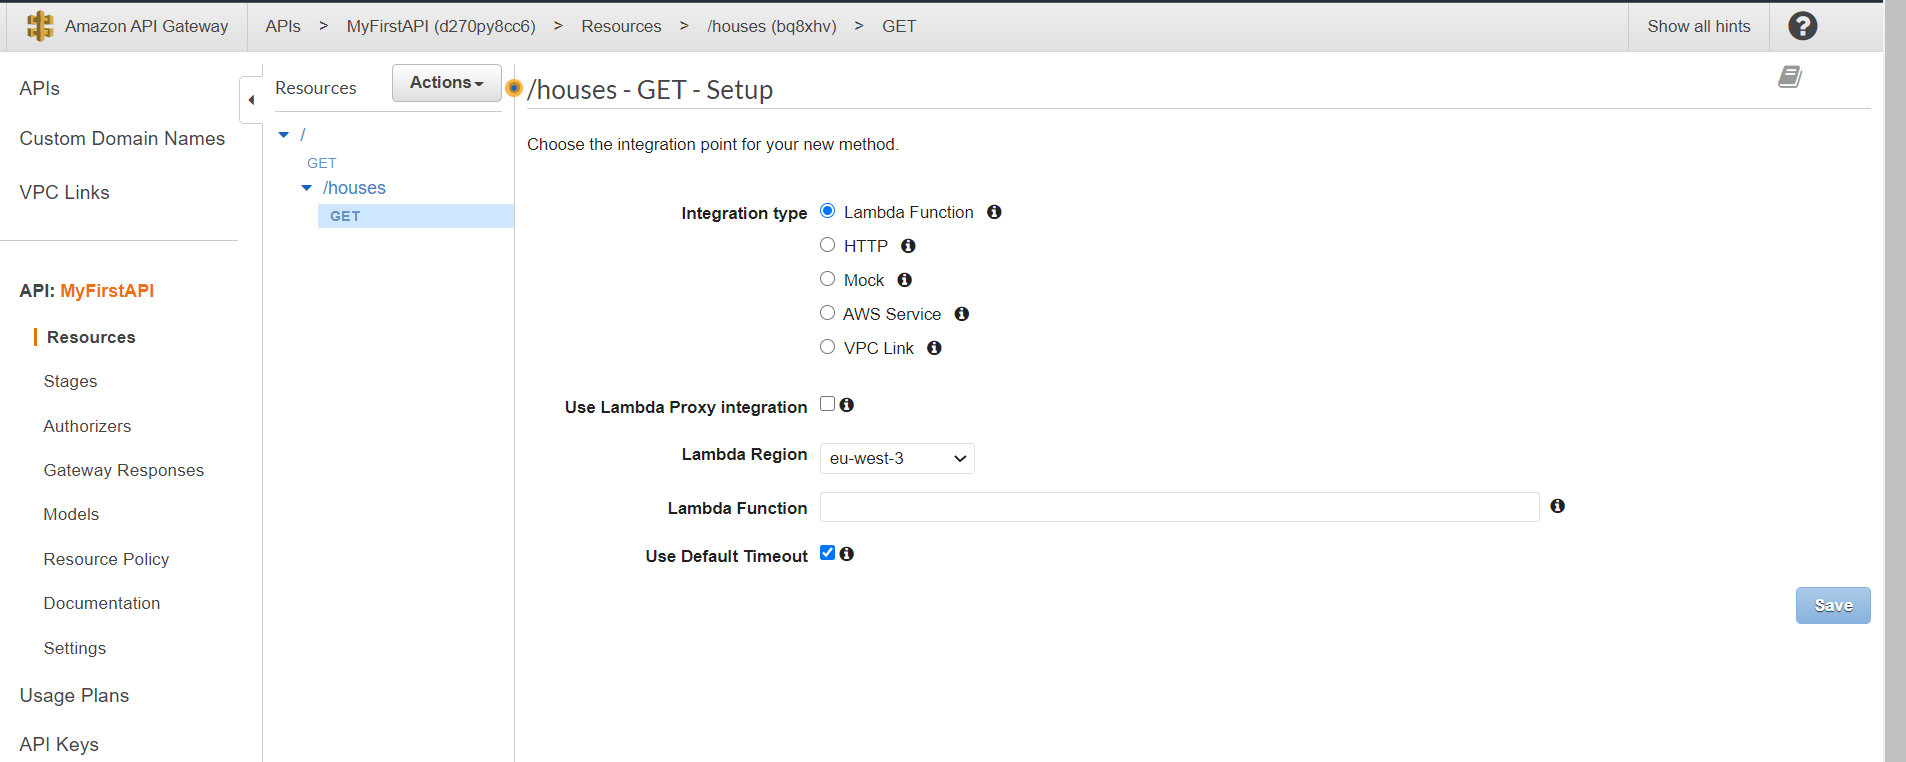 Amazon API Gateway APIs > MyFirstAPI (d270py8cc6) > Resources > /houses (bq8xhv) > GET Show all hints ?
APIs
Custom Domain Names
VPC Links
API: MyFirstAPI
Resources
Stages
Authorizers
Gateway Responses
Models
Resource Policy
Documentation
Settings
Usage Plans
API Keys
Resources Actions
/
GET
/houses
GET
/houses - GET - Setup
Choose the integration point for your new method.
Integration type Lambda Function
HTTP
Mock
AWS Service
VPC Link
Use Lambda Proxy integration
Lambda Region eu-west-3
Lambda Function
Use Default Timeout
Save